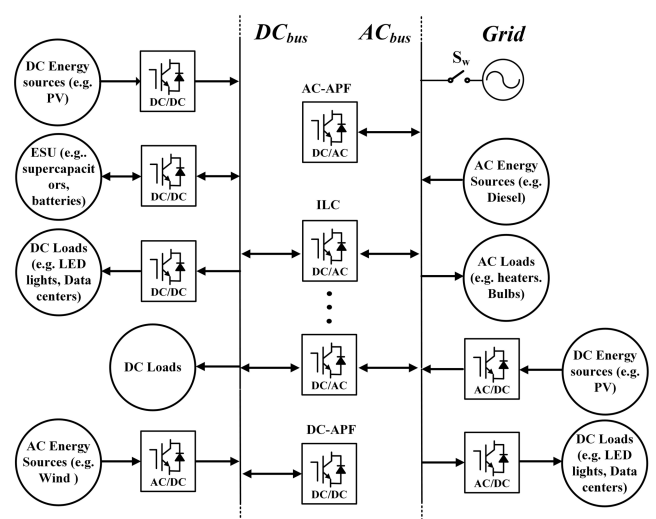 DC_bus
AC_bus
Grid
S_w
DC Energy
sources (e.g.
PV)
DC/DC
AC-APF
DC/AC
ESU (e.g..
supercapacit
ors,
batteries)
DC/DC
AC Energy
Sources (e.g.
Diesel)
ILC
DC/AC
DC Loads
(e.g. LED
lights, Data
centers)
DC/DC
AC Loads
(e.g. heaters.
Bulbs)
DC Loads
DC/AC
AC/DC
DC Energy
sources (e.g.
PV)
AC Energy
Sources (e.g.
Wind )
AC/DC
DC-APF
DC/DC
AC/DC
DC Loads
(e.g. LED
lights, Data
centers)